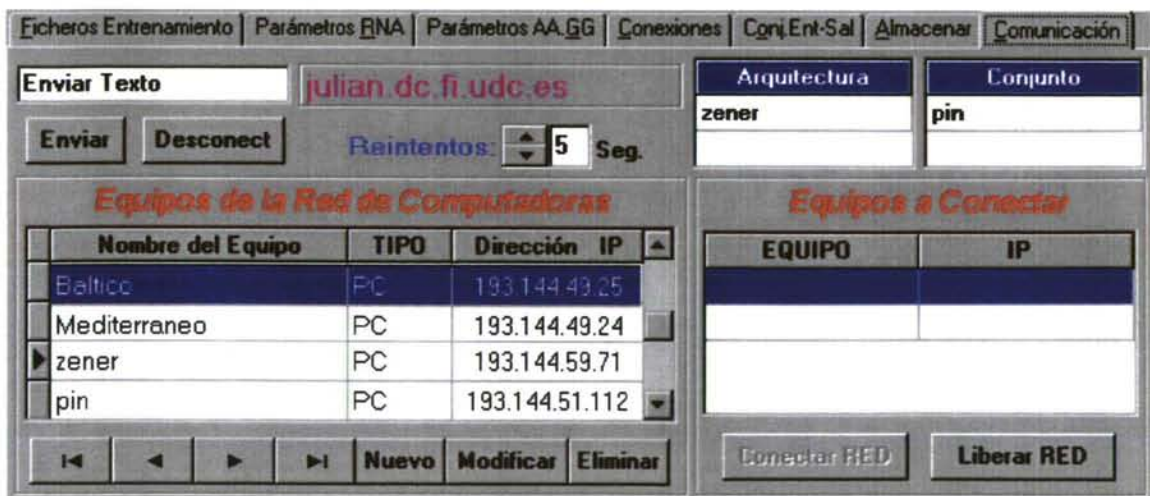 Ficheros Entrenamiento Parámetros RNA Parámetros AA.GG Conexiones Conj.Ent-Sal Almacenar Comunicación
Enviar Texto julian.dc.fi.udc.es
Enviar Desconect Reintentos: 5 Seg.
Arquitectura Conjunto
zener pin
Equipos de la Red de Computadoras
Nombre del Equipo TIPO Dirección IP
Baltico PC 193.144.49.25
Mediterraneo PC 193.144.49.24
zener PC 193.144.59.71
pin PC 193.144.51.112
Nuevo Modificar Eliminar
Equipos a Conectar
EQUIPO IP
Conectar RED Liberar RED